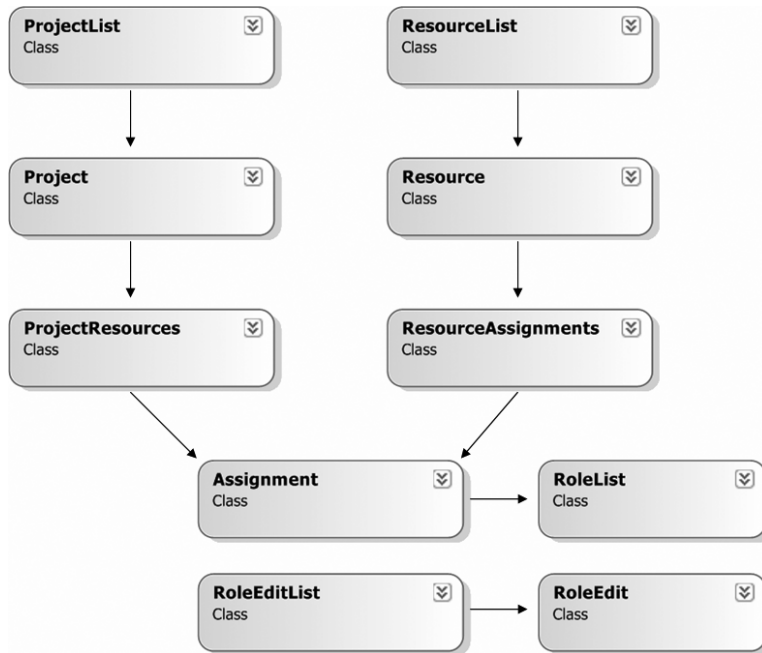 ProjectList
Class
ResourceList
Class
Project
Class
Resource
Class
ProjectResources
Class
ResourceAssignments
Class
Assignment
Class
RoleList
Class
RoleEditList
Class
RoleEdit
Class